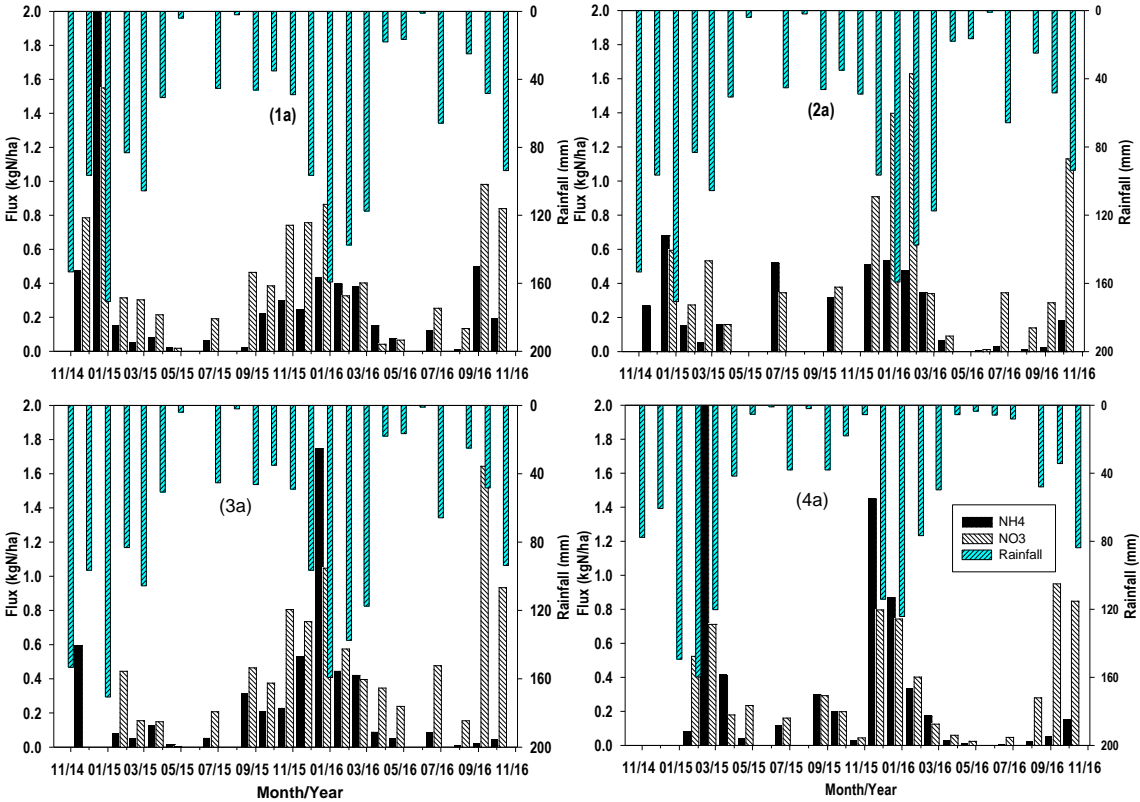 2.0 1.8 1.6 1.4 1.2 1.0 0.8 0.6 0.4 0.2 0.0
Flux (kgN/ha)
(1a)
0 40 80 120 160 200
Rainfall (mm)
11/14 01/15 03/15 05/15 07/15 09/15 11/15 01/16 03/16 05/16 07/16 09/16 11/16
2.0 1.8 1.6 1.4 1.2 1.0 0.8 0.6 0.4 0.2 0.0
Flux (kgN/ha)
(2a)
0 40 80 120 160 200
Rainfall (mm)
11/14 01/15 03/15 05/15 07/15 09/15 11/15 01/16 03/16 05/16 07/16 09/16 11/16
2.0 1.8 1.6 1.4 1.2 1.0 0.8 0.6 0.4 0.2 0.0
Flux (kgN/ha)
(3a)
0 40 80 120 160 200
Rainfall (mm)
11/14 01/15 03/15 05/15 07/15 09/15 11/15 01/16 03/16 05/16 07/16 09/16 11/16
Month/Year
2.0 1.8 1.6 1.4 1.2 1.0 0.8 0.6 0.4 0.2 0.0
Flux (kgN/ha)
(4a)
NH4
NO3
Rainfall
0 40 80 120 160 200
Rainfall (mm)
11/14 01/15 03/15 05/15 07/15 09/15 11/15 01/16 03/16 05/16 07/16 09/16 11/16
Month/Year